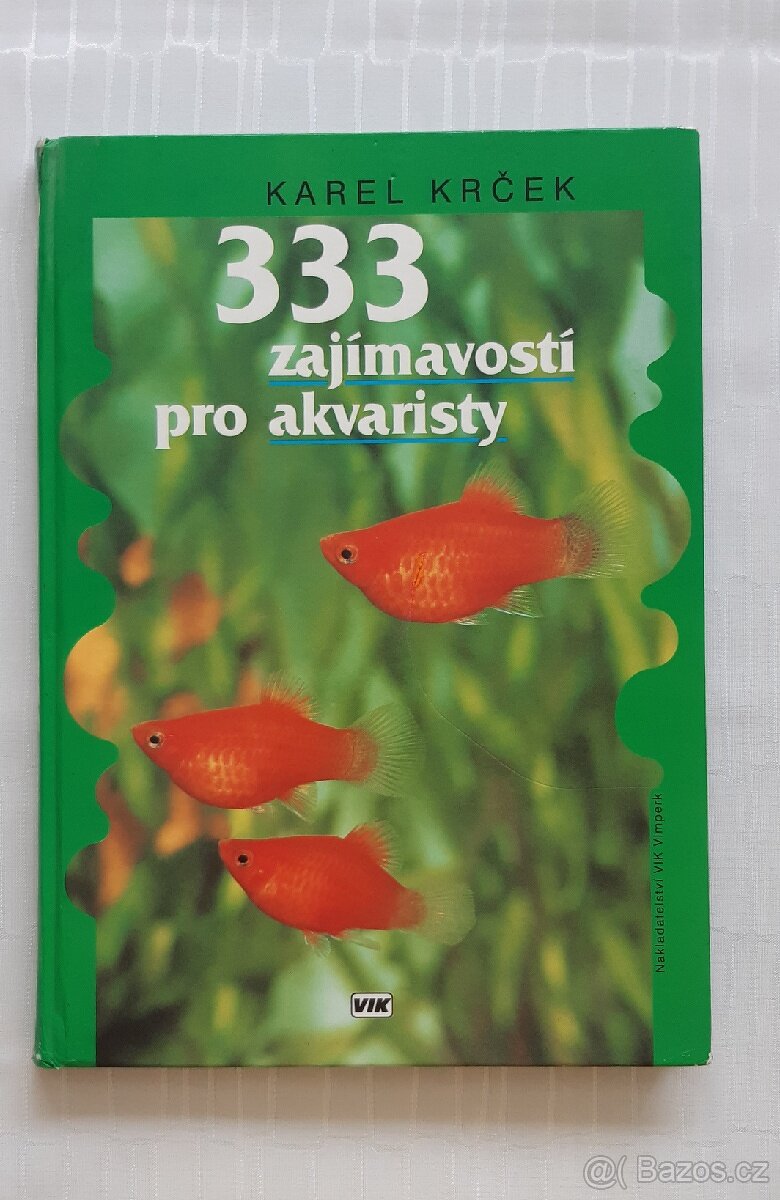 KAREL KRČEK
333
zajímavostí
pro akvaristy
Nakladatelství VIK Vimperk
VIK
@( Bazos.cz